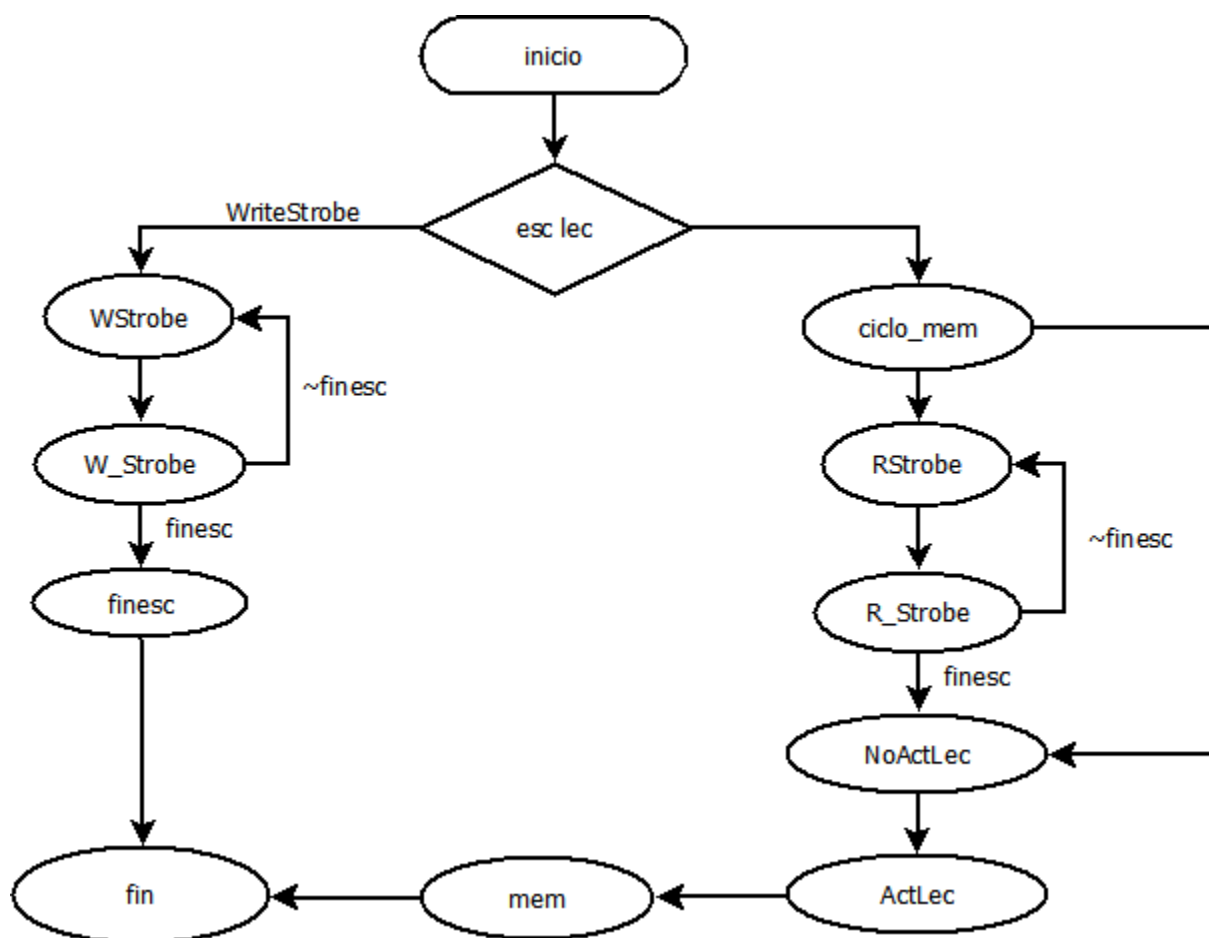 inicio
WriteStrobe
esc lec
WStrobe
ciclo_mem
~finesc
W_Strobe
RStrobe
finesc
~finesc
finesc
R_Strobe
finesc
NoActLec
fin
mem
ActLec